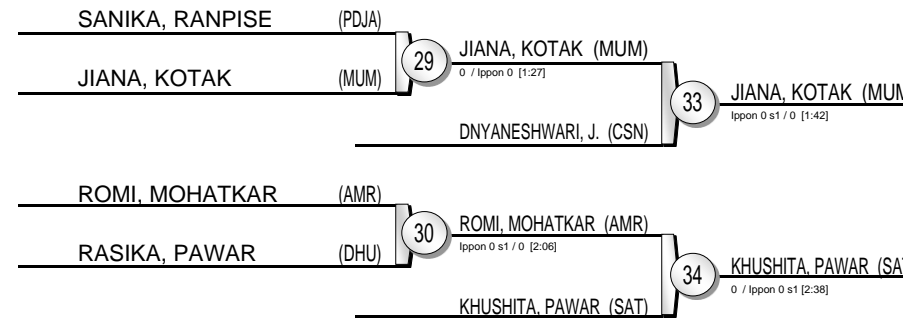 SANIKA, RANPISE (PDJA)
JIANA, KOTAK (MUM)
29
JIANA, KOTAK (MUM)
0 / Ippon 0 [1:27]
DNYANESHWARI, J. (CSN)
33
JIANA, KOTAK (MUM
Ippon 0 s1 / 0 [1:42]
ROMI, MOHATKAR (AMR)
RASIKA, PAWAR (DHU)
30
ROMI, MOHATKAR (AMR)
Ippon 0 s1 / 0 [2:06]
KHUSHITA, PAWAR (SAT)
34
KHUSHITA, PAWAR (SAT
0 / Ippon 0 s1 [2:38]